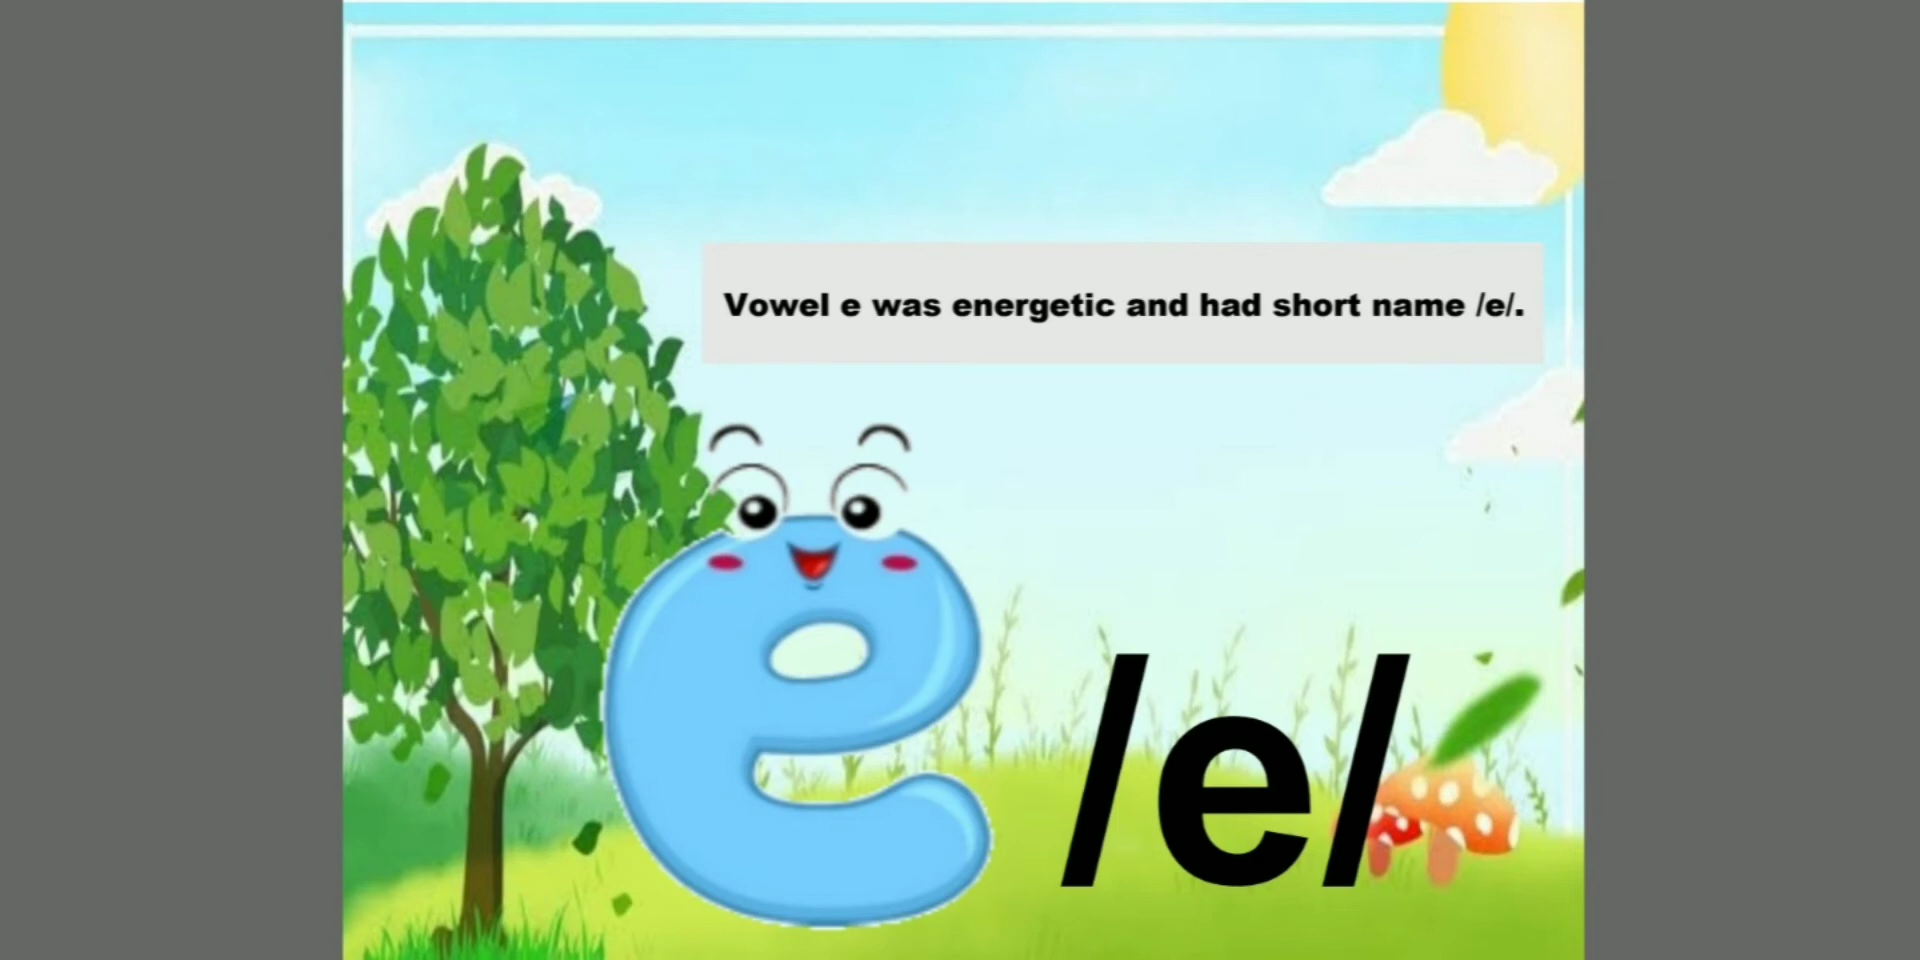 Vowel e was energetic and had short name /e/.
e
/e/